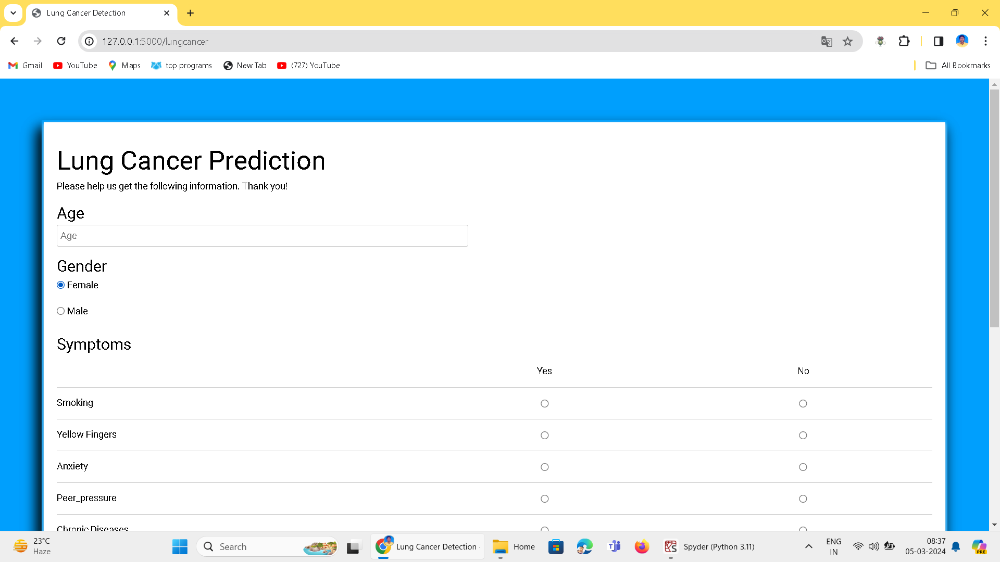 Lung Cancer Detection
127.0.0.1:5000/lungcancer
Gmail YouTube Maps top programs New Tab (727) YouTube All Bookmarks
Lung Cancer Prediction
Please help us get the following information. Thank you!
Age
Age
Gender
Female
Male
Symptoms
Yes No
Smoking
Yellow Fingers
Anxiety
Peer_pressure
Chronic Diseases
23°C
Haze
Search
Lung Cancer Detection
Home
Spyder (Python 3.11)
ENG
IN
08:37
05-03-2024
PRE